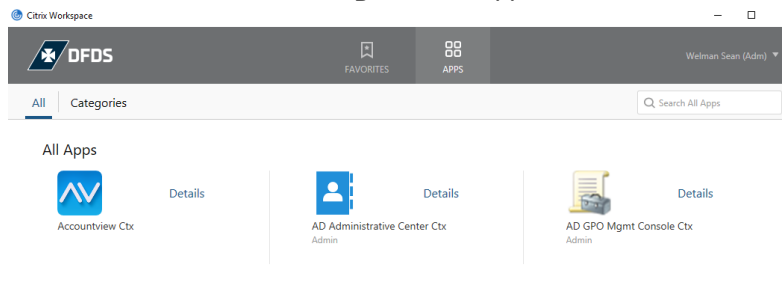 Citrix Workspace
DFDS
FAVORITES
APPS
Welman Sean (Adm)
All
Categories
Search All Apps
All Apps
Details
Accountview Ctx
Details
AD Administrative Center Ctx
Admin
Details
AD GPO Mgmt Console Ctx
Admin